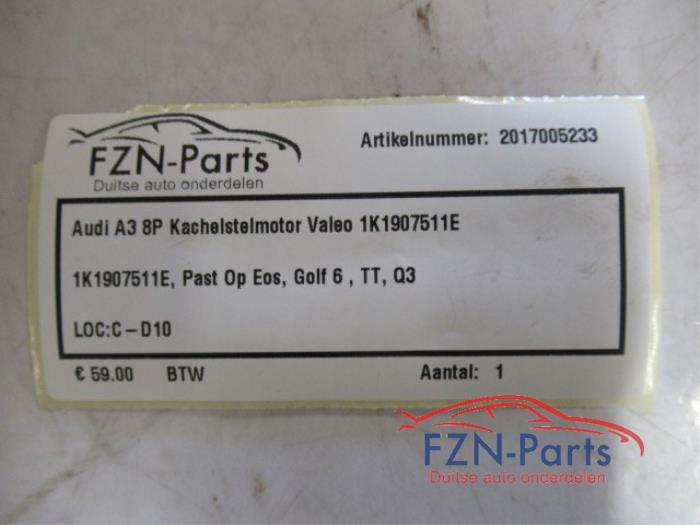 FZN-Parts
Duitse auto onderdelen
Artikelnummer: 2017005233
Audi A3 8P Kachelstelmotor Valeo 1K1907511E
1K1907511E, Past Op Eos, Golf 6 , TT, Q3
LOC:C-D10
€ 59.00 BTW Aantal: 1
FZN-Parts
Duitse auto onderdelen